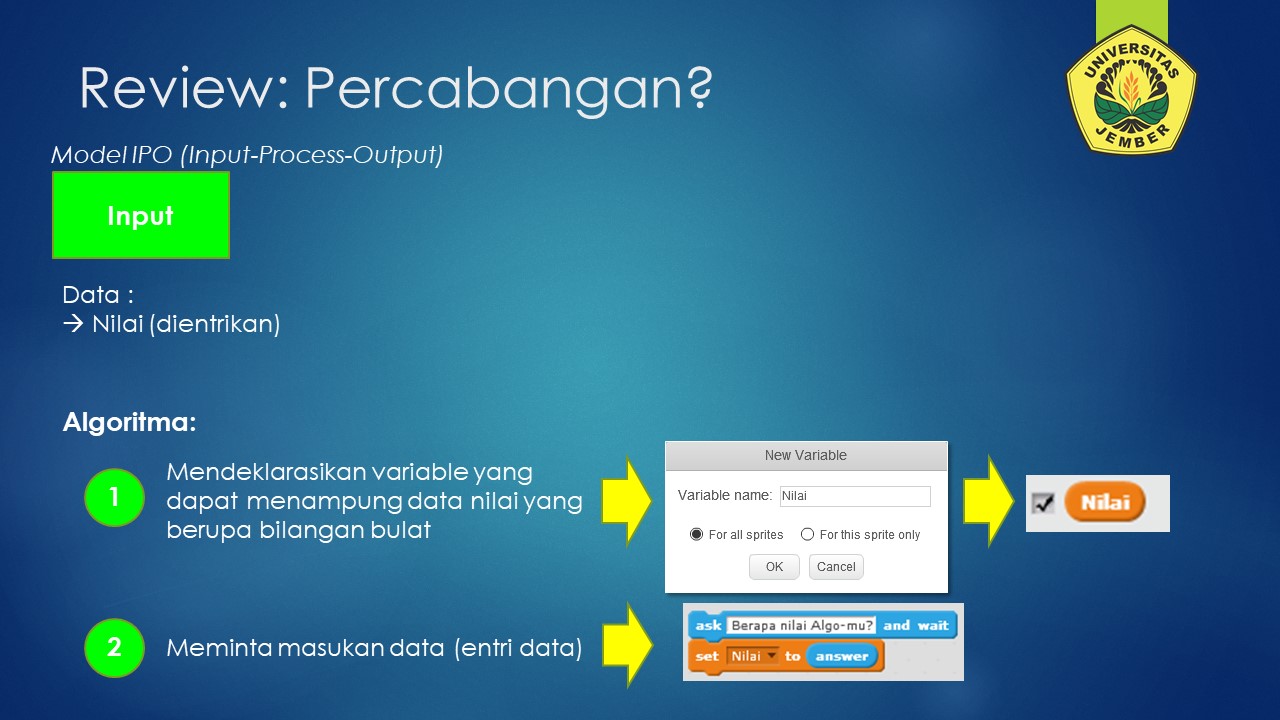 Review: Percabangan?
UNIVERSITAS
JEMBER
Model IPO (Input-Process-Output)
Input
Data :
→ Nilai (dientrikan)
Algoritma:
1
Mendeklarasikan variable yang
dapat menampung data nilai yang
berupa bilangan bulat
New Variable
Variable name: Nilai
For all sprites For this sprite only
OK Cancel
Nilai
2
Meminta masukan data (entri data)
ask Berapa nilai Algo-mu? and wait
set Nilai to answer